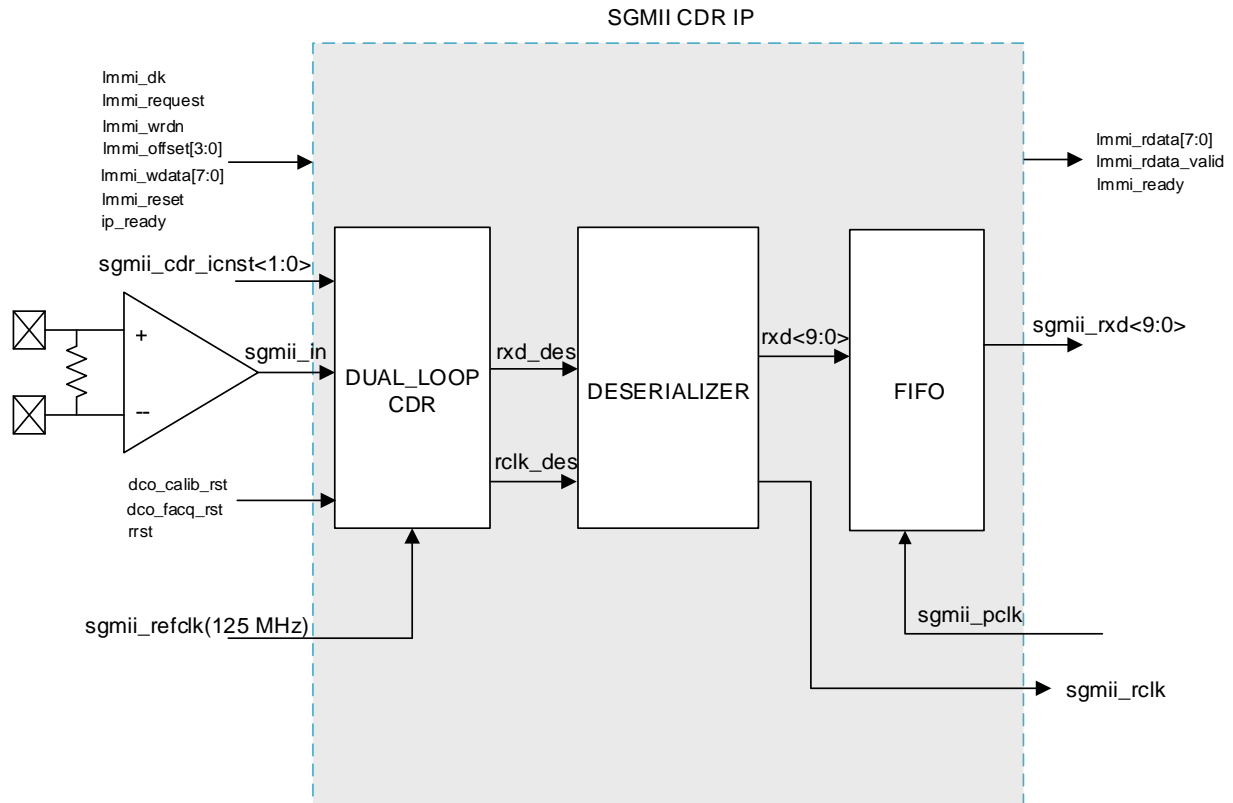 SGMII CDR IP
lmmi_dk
lmmi_request
lmmi_wrdn
lmmi_offset[3:0]
lmmi_wdata[7:0]
lmmi_reset
ip_ready
lmmi_rdata[7:0]
lmmi_rdata_valid
lmmi_ready
sgmii_cdr_icnst<1:0>
+
sgmii_in
--
DUAL_LOOP
CDR
rxd_des
rclk_des
DESERIALIZER
rxd<9:0>
FIFO
sgmii_rxd<9:0>
dco_calib_rst
dco_facq_rst
rrst
sgmii_refclk(125 MHz)
sgmii_pclk
sgmii_rclk